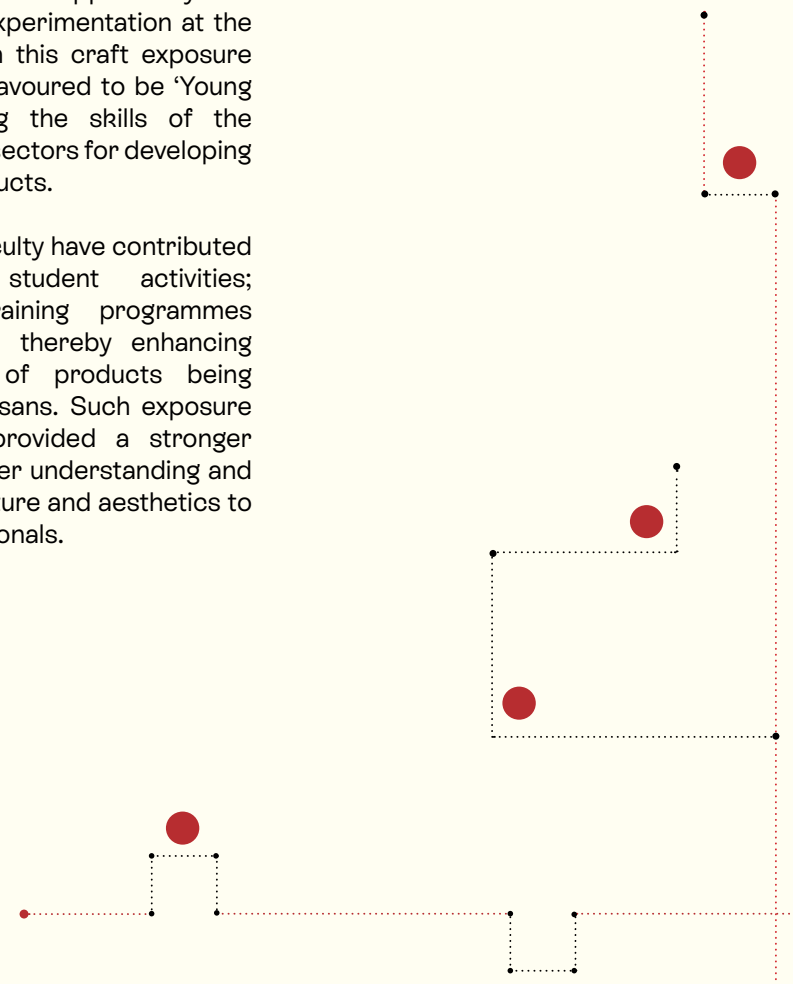 xperimentation at the
this craft exposure
avoured to be ‘Young
g the skills of the
ectors for developing
ucts.
ulty have contributed
student activities;
aining programmes
thereby enhancing
of products being
sans. Such exposure
provided a stronger
er understanding and
ure and aesthetics to
onals.